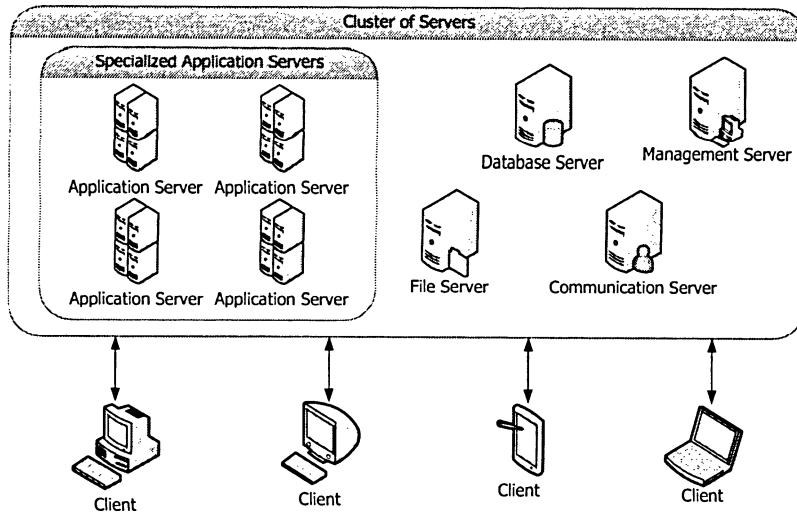 Cluster of Servers
Specialized Application Servers
Database Server
Management Server
Application Server
Application Server
File Server
Communication Server
Application Server
Application Server
Client
Client
Client
Client